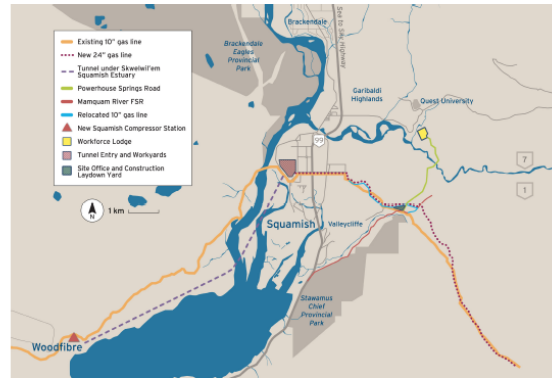 Brackendale
Sea to Sky Highway
Existing 10" gas line
New 24" gas line
Tunnel under Skwelwil'em
Squamish Estuary
Powerhouse Springs Road
Mamquam River FSR
Relocated 10" gas line
New Squamish Compressor Station
Workforce Lodge
Tunnel Entry and Workyards
Site Office and Construction
Laydown Yard
N
1 km
Brackendale
Eagles
Provincial
Park
Garibaldi
Highlands
Quest University
99
7
1
Squamish
Valleycliffe
Stawamus
Chief
Provincial
Park
Woodfibre